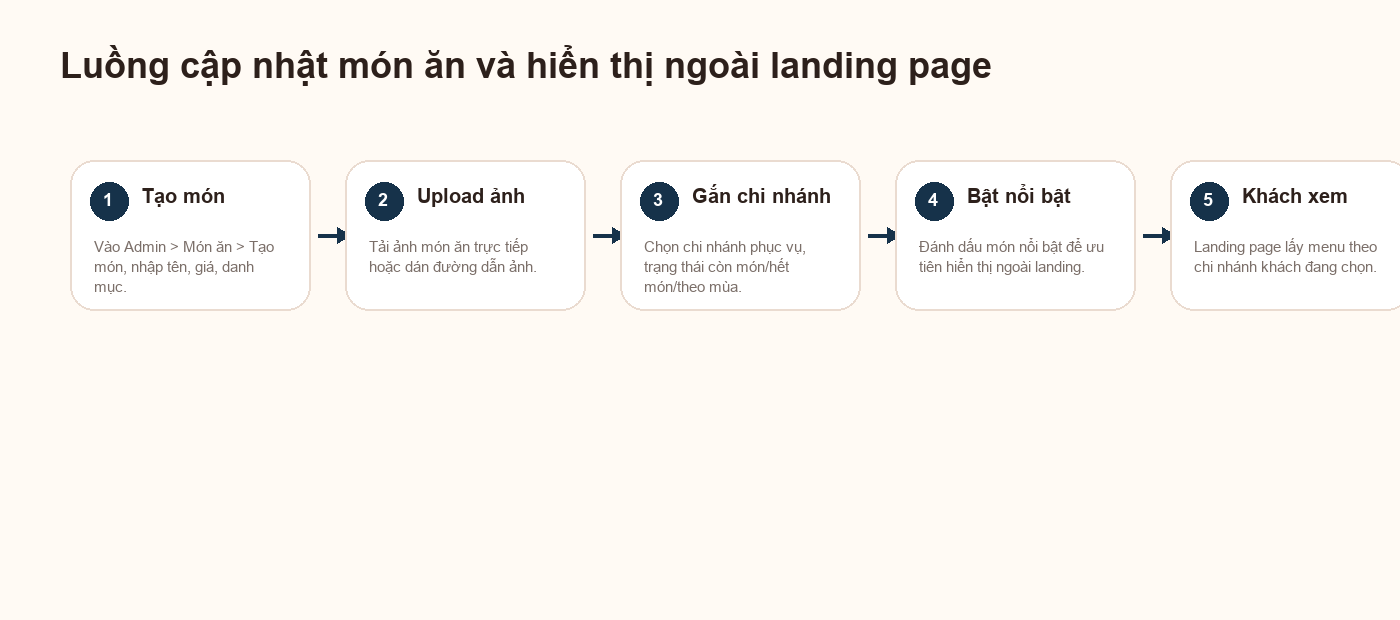 Luồng cập nhật món ăn và hiển thị ngoài landing page
1 Tạo món
Vào Admin > Món ăn > Tạo
món, nhập tên, giá, danh
mục.
2 Upload ảnh
Tải ảnh món ăn trực tiếp
hoặc dán đường dẫn ảnh.
3 Gắn chi nhánh
Chọn chi nhánh phục vụ,
trạng thái còn món/hết
món/theo mùa.
4 Bật nổi bật
Đánh dấu món nổi bật để ưu
tiên hiển thị ngoài landing.
5 Khách xem
Landing page lấy menu theo
chi nhánh khách đang chọn.